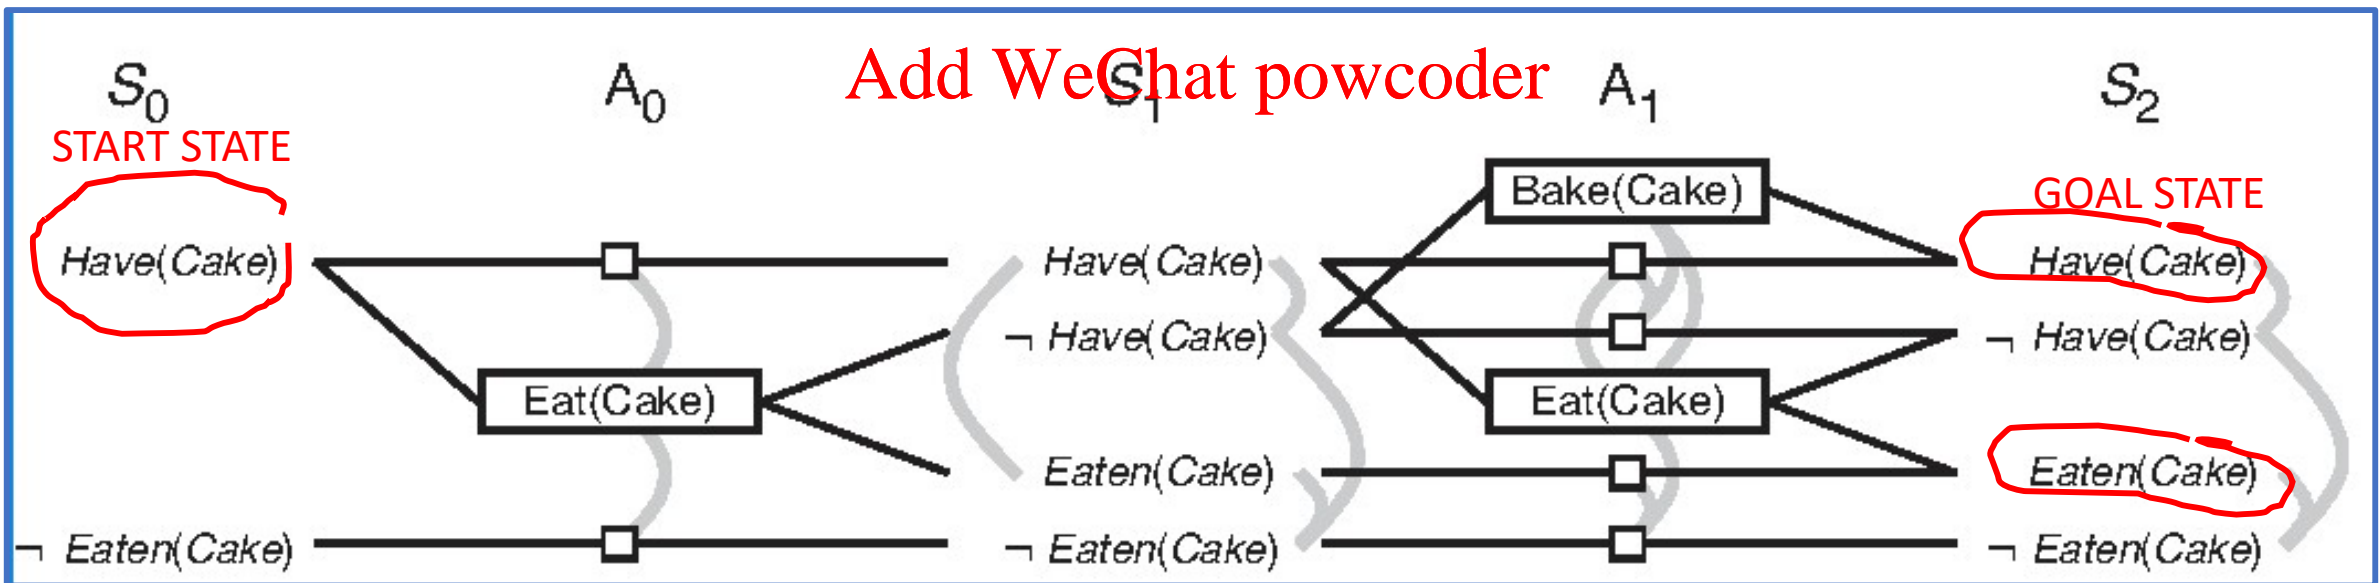 S0 A0 S1 A1 S2
Add WeChat powcoder
START STATE
GOAL STATE
Bake(Cake)
Have(Cake) Have(Cake) Have(Cake)
¬ Have(Cake) ¬ Have(Cake)
Eat(Cake) Eat(Cake)
Eaten(Cake) Eaten(Cake)
¬ Eaten(Cake) ¬ Eaten(Cake) ¬ Eaten(Cake)